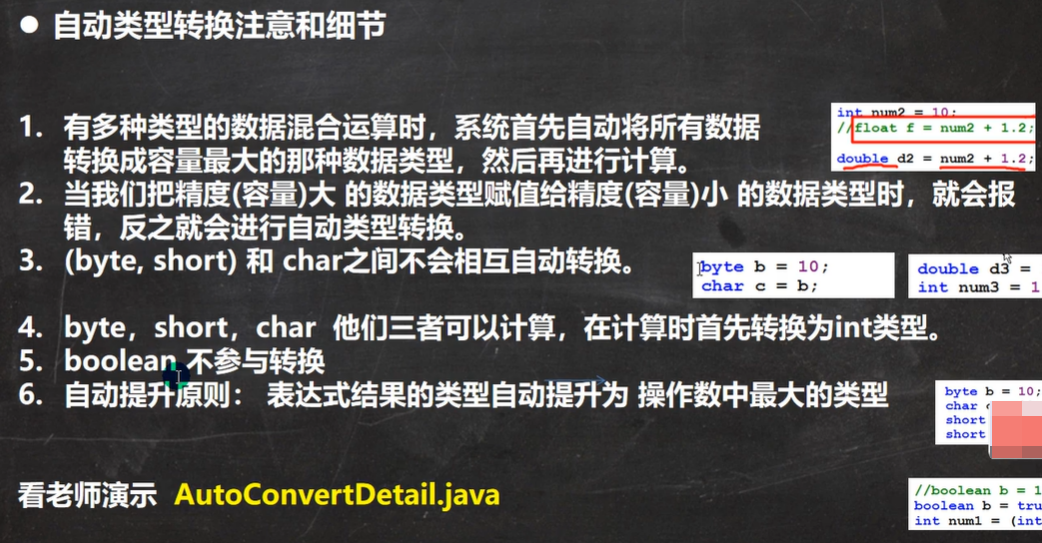 ● 自动类型转换注意和细节
1. 有多种类型的数据混合运算时，系统首先自动将所有数据
转换成容量最大的那种数据类型，然后再进行计算。
int num2 = 10;
//float f = num2 + 1.2;
double d2 = num2 + 1.2;
2. 当我们把精度(容量)大 的数据类型赋值给精度(容量)小 的数据类型时，就会报
错，反之就会进行自动类型转换。
3. (byte, short) 和 char之间不会相互自动转换。
byte b = 10;
char c = b;
double d3 =
int num3 = 1
4. byte，short，char 他们三者可以计算，在计算时首先转换为int类型。
5. boolean 不参与转换
6. 自动提升原则： 表达式结果的类型自动提升为 操作数中最大的类型
byte b = 10;
char
short
short
看老师演示 AutoConvertDetail.java
//boolean b = 1
boolean b = tru
int num1 = (int